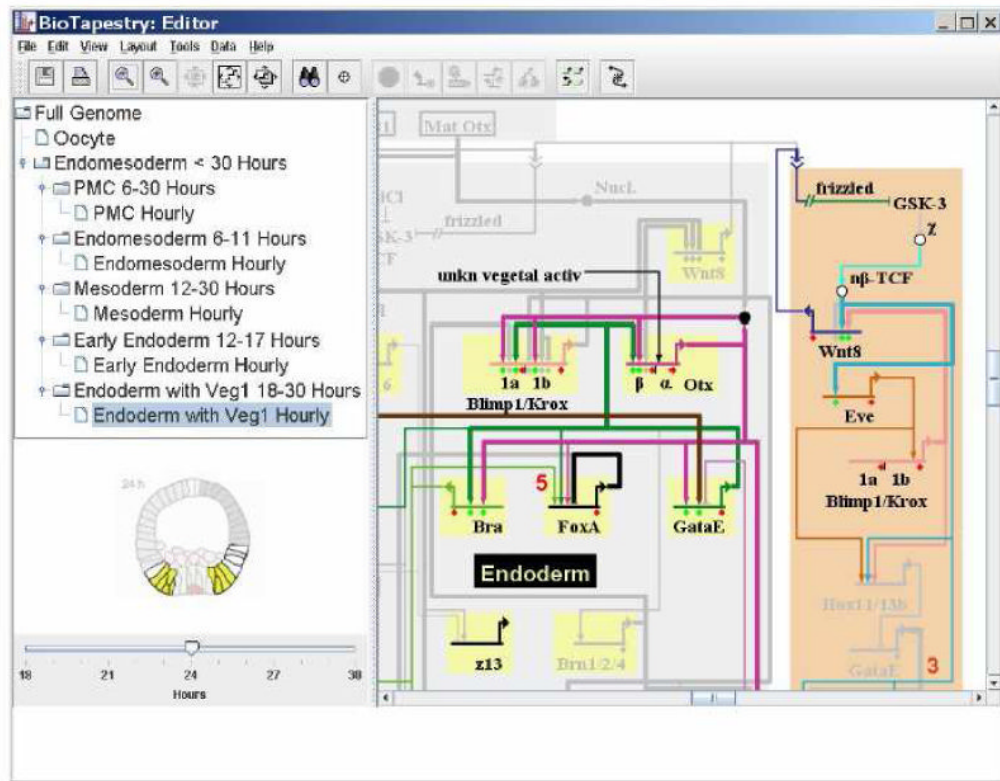 BioTapestry: Editor
File Edit View Layout Tools Data Help
Full Genome
Oocyte
Endomesoderm < 30 Hours
PMC 6-30 Hours
PMC Hourly
Endomesoderm 6-11 Hours
Endomesoderm Hourly
Mesoderm 12-30 Hours
Mesoderm Hourly
Early Endoderm 12-17 Hours
Early Endoderm Hourly
Endoderm with Veg1 18-30 Hours
Endoderm with Veg1 Hourly
24 h
18 21 24 27 30
Hours
Mat Otx
Nucl.
frizzled
Wnt8
unkn vegetal activ
1a 1b
Blimp1/Krox
β α Otx
6
5
Bra
FoxA
GataE
Endoderm
z13
Brn1/2/4
frizzled
GSK-3
χ
nβ-TCF
Wnt8
Eve
1a 1b
Blimp1/Krox
Hox11/13b
GataE
3